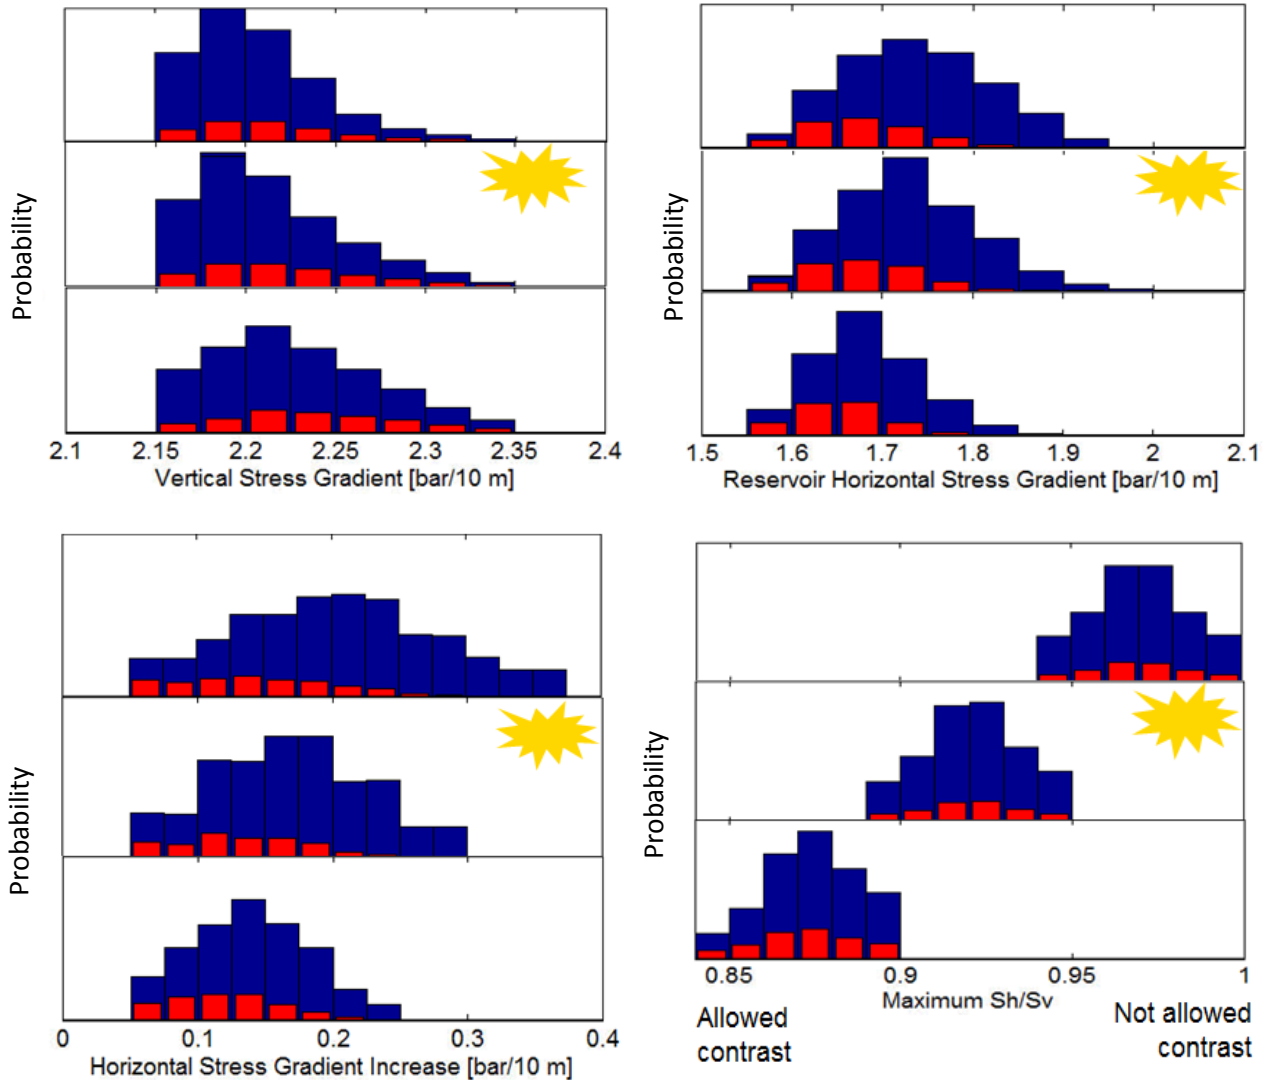 Probability
2.1 2.15 2.2 2.25 2.3 2.35 2.4
Vertical Stress Gradient [bar/10 m]
Probability
1.5 1.6 1.7 1.8 1.9 2 2.1
Reservoir Horizontal Stress Gradient [bar/10 m]
Probability
0 0.1 0.2 0.3 0.4
Horizontal Stress Gradient Increase [bar/10 m]
Probability
0.85 0.9 0.95 1
Maximum Sh/Sv
Allowed
contrast
Not allowed
contrast